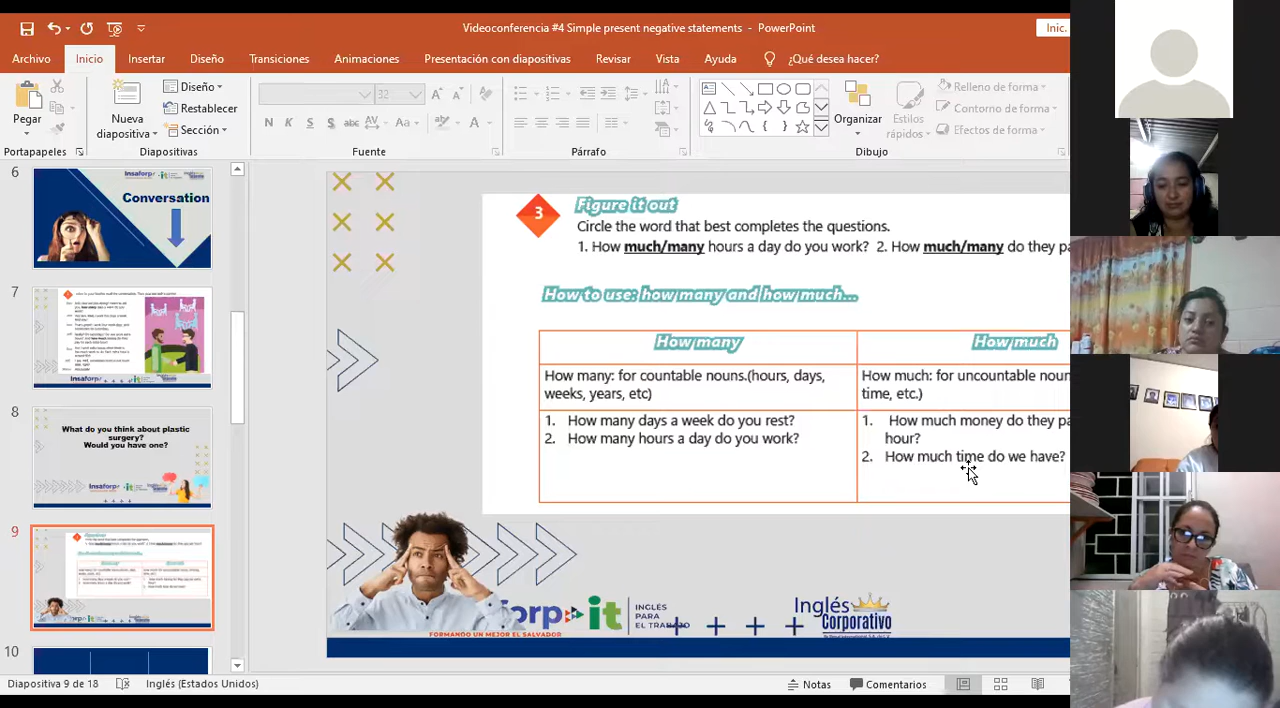 Videoconferencia #4 Simple present negative statements - PowerPoint
Inic.
Archivo Inicio Insertar Diseño Transiciones Animaciones Presentación con diapositivas Revisar Vista Ayuda ¿Qué desea hacer?
Pegar
Nueva diapositiva
Diseño
Restablecer
Sección
32
N K S S abc AV Aa A
Organizar
Estilos rápidos
Relleno de forma
Contorno de forma
Efectos de forma
Portapapeles Diapositivas Fuente Párrafo Dibujo
6
Insaforp it
Conversation
7
8
What do you think about plastic
surgery?
Would you have one?
9
10
3
Figure it out
Circle the word that best completes the questions.
1. How much/many hours a day do you work? 2. How much/many do they pa
How to use: how many and how much...
How many How much
How many: for countable nouns.(hours, days,
weeks, years, etc)
How much: for uncountable noun
time, etc.)
1. How many days a week do you rest?
2. How many hours a day do you work?
1. How much money do they pa
hour?
2. How much time do we have?
orp it
INGLÉS
PARA
EL TRABAJO
FORMANDO UN MEJOR EL SALVADOR
Inglés
Corporativo
Diapositiva 9 de 18 Inglés (Estados Unidos) Notas Comentarios